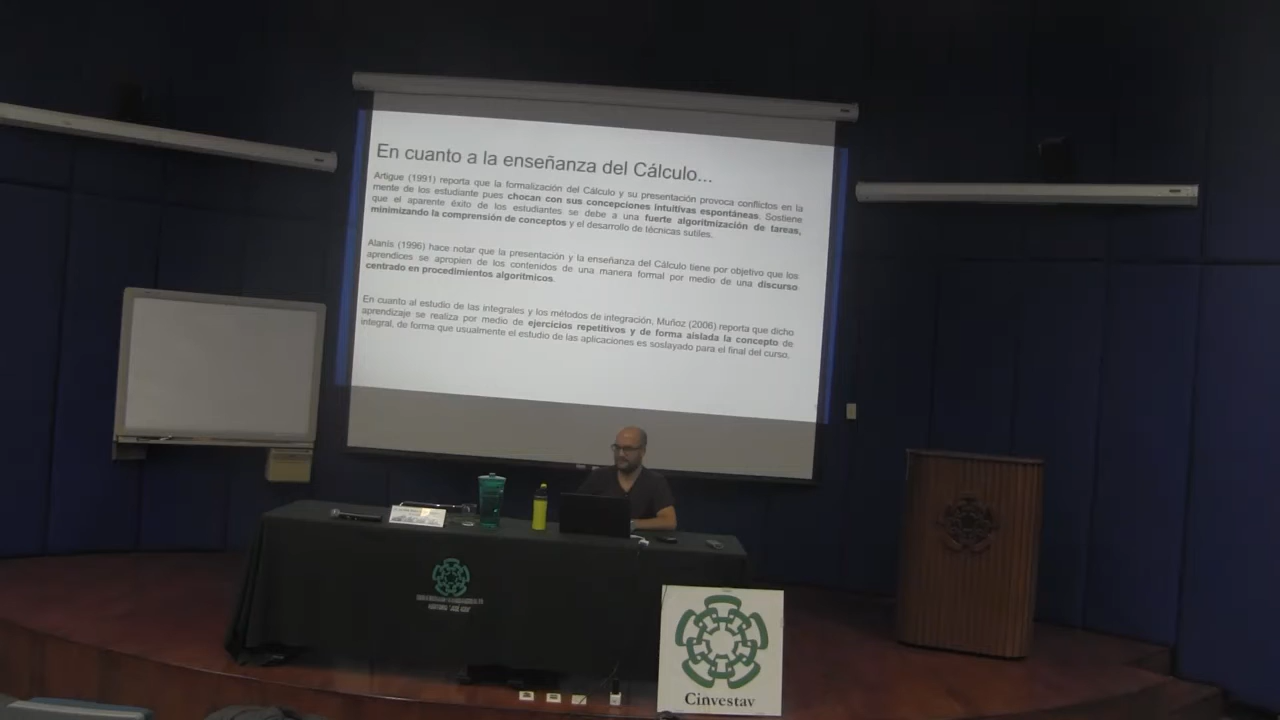 En cuanto a la enseñanza del Cálculo...
Artigue (1991) reporta que la formalización del Cálculo y su presentación provoca conflictos en la
mente de los estudiante pues chocan con sus concepciones intuitivas espontáneas. Sostiene
que el aparente éxito de los estudiantes se debe a una fuerte algoritmización de tareas,
minimizando la comprensión de conceptos y el desarrollo de técnicas sutiles.
Alanís (1996) hace notar que la presentación y la enseñanza del Cálculo tiene por objetivo que los
aprendices se apropien de los contenidos de una manera formal por medio de una discurso
centrado en procedimientos algorítmicos.
En cuanto al estudio de las integrales y los métodos de integración, Muñoz (2006) reporta que dicho
aprendizaje se realiza por medio de ejercicios repetitivos y de forma aislada la concepto de
integral, de forma que usualmente el estudio de las aplicaciones es soslayado para el final del curso.
Cinvestav